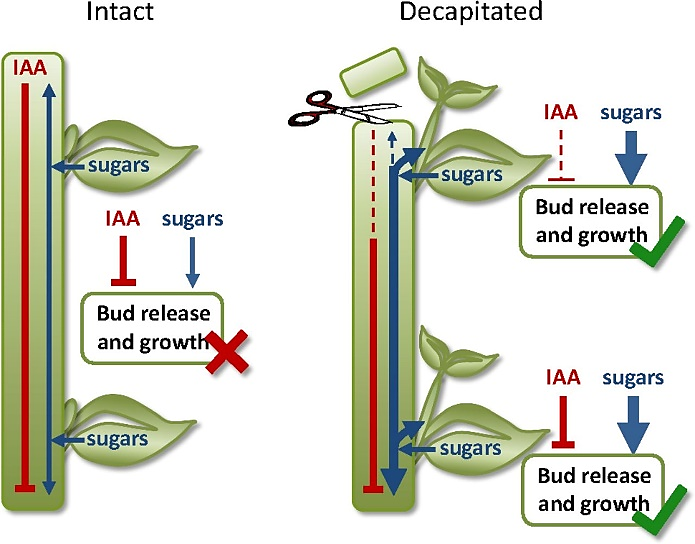 Intact
IAA
sugars
IAA sugars
Bud release
and growth
sugars
Decapitated
sugars
IAA sugars
Bud release
and growth
sugars
IAA sugars
Bud release
and growth